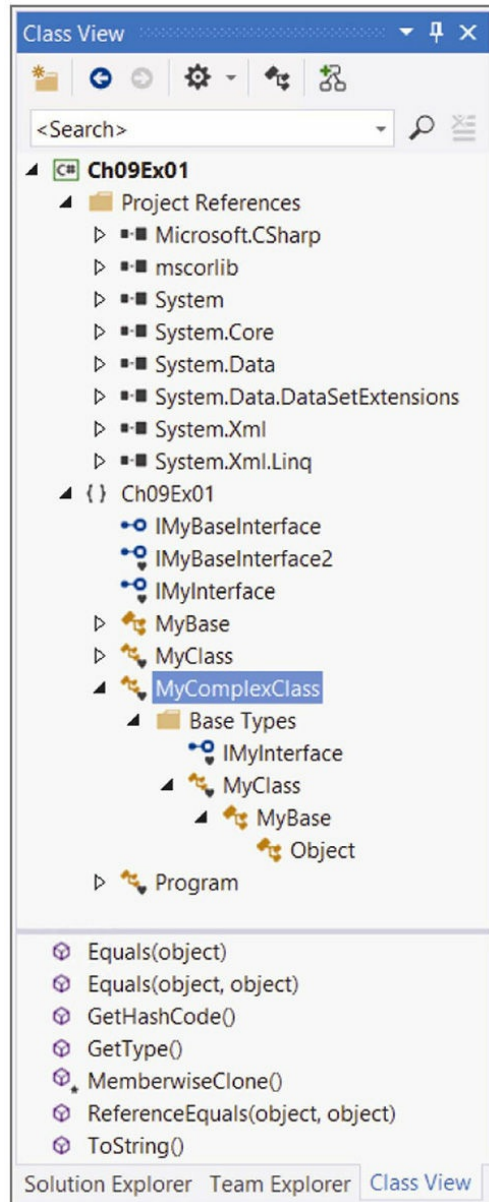 Class View
<Search>
C# Ch09Ex01
Project References
Microsoft.CSharp
mscorlib
System
System.Core
System.Data
System.Data.DataSetExtensions
System.Xml
System.Xml.Linq
{ } Ch09Ex01
IMyBaseInterface
IMyBaseInterface2
IMyInterface
MyBase
MyClass
MyComplexClass
Base Types
IMyInterface
MyClass
MyBase
Object
Program
Equals(object)
Equals(object, object)
GetHashCode()
GetType()
MemberwiseClone()
ReferenceEquals(object, object)
ToString()
Solution Explorer Team Explorer Class View